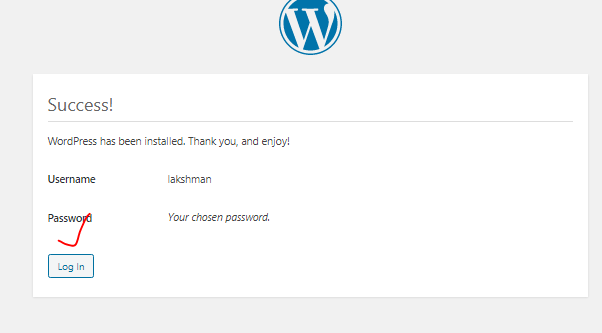 Success!
WordPress has been installed. Thank you, and enjoy!
Username lakshman
Password Your chosen password.
Log In